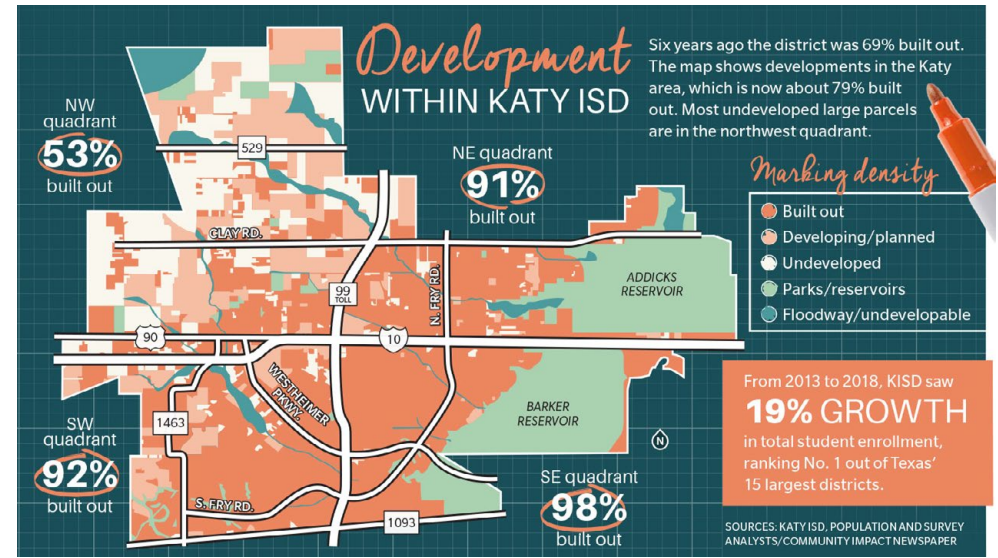 Development
WITHIN KATY ISD
Six years ago the district was 69% built out.
The map shows developments in the Katy
area, which is now about 79% built
out. Most undeveloped large parcels
are in the northwest quadrant.
NW
quadrant
53%
built out
NE quadrant
91%
built out
Marking density
Built out
Developing/planned
Undeveloped
Parks/reservoirs
Floodway/undevelopable
529
CLAY RD.
99
TOLL
N. FRY RD.
ADDICKS
RESERVOIR
90
10
WESTHEIMER
PKWY.
BARKER
RESERVOIR
1463
S. FRY RD.
1093
N
SW
quadrant
92%
built out
SE quadrant
98%
built out
From 2013 to 2018, KISD saw
19% GROWTH
in total student enrollment,
ranking No. 1 out of Texas’
15 largest districts.
SOURCES: KATY ISD, POPULATION AND SURVEY
ANALYSTS/COMMUNITY IMPACT NEWSPAPER